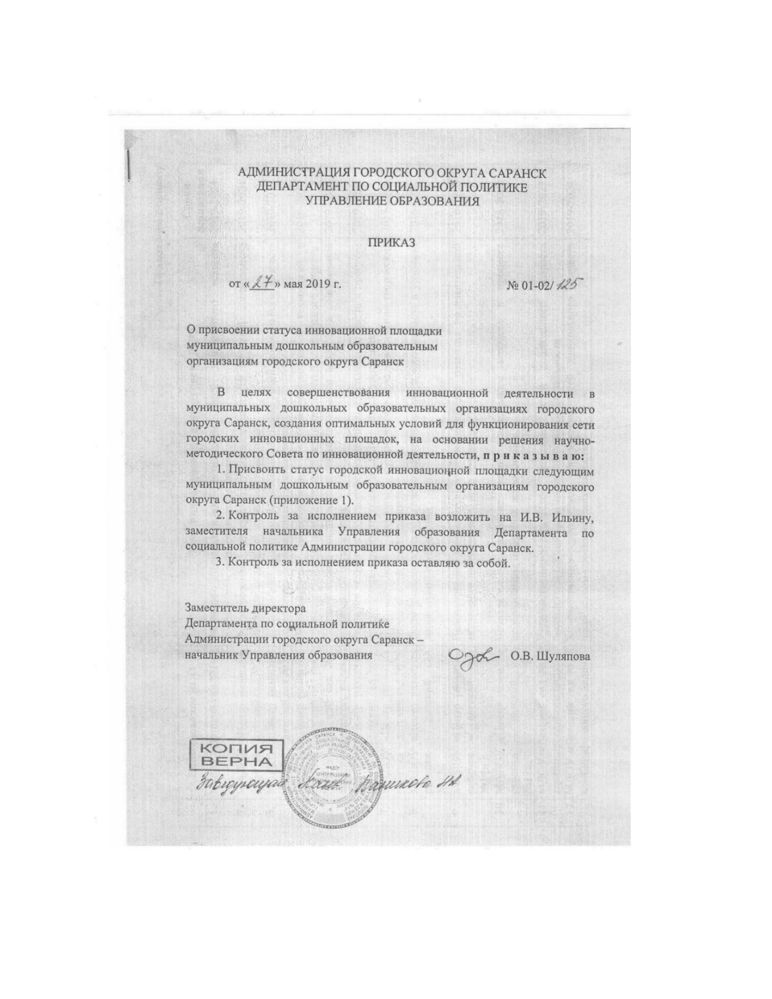 АДМИНИСТРАЦИЯ ГОРОДСКОГО ОКРУГА САРАНСК
ДЕПАРТАМЕНТ ПО СОЦИАЛЬНОЙ ПОЛИТИКЕ
УПРАВЛЕНИЕ ОБРАЗОВАНИЯ
ПРИКАЗ
от «27» мая 2019 г. № 01-02/125
О присвоении статуса инновационной площадки
муниципальным дошкольным образовательным
организациям городского округа Саранск
В целях совершенствования инновационной деятельности в
муниципальных дошкольных образовательных организациях городского
округа Саранск, создания оптимальных условий для функционирования сети
городских инновационных площадок, на основании решения научно-
методического Совета по инновационной деятельности, п р и к а з ы в а ю:
1. Присвоить статус городской инновационной площадки следующим
муниципальным дошкольным образовательным организациям городского
округа Саранск (приложение 1).
2. Контроль за исполнением приказа возложить на И.В. Ильину,
заместителя начальника Управления образования Департамента по
социальной политике Администрации городского округа Саранск.
3. Контроль за исполнением приказа оставляю за собой.
Заместитель директора
Департамента по социальной политике
Администрации городского округа Саранск –
начальник Управления образования О.В. Шуляпова
КОПИЯ
ВЕРНА
Заведующая